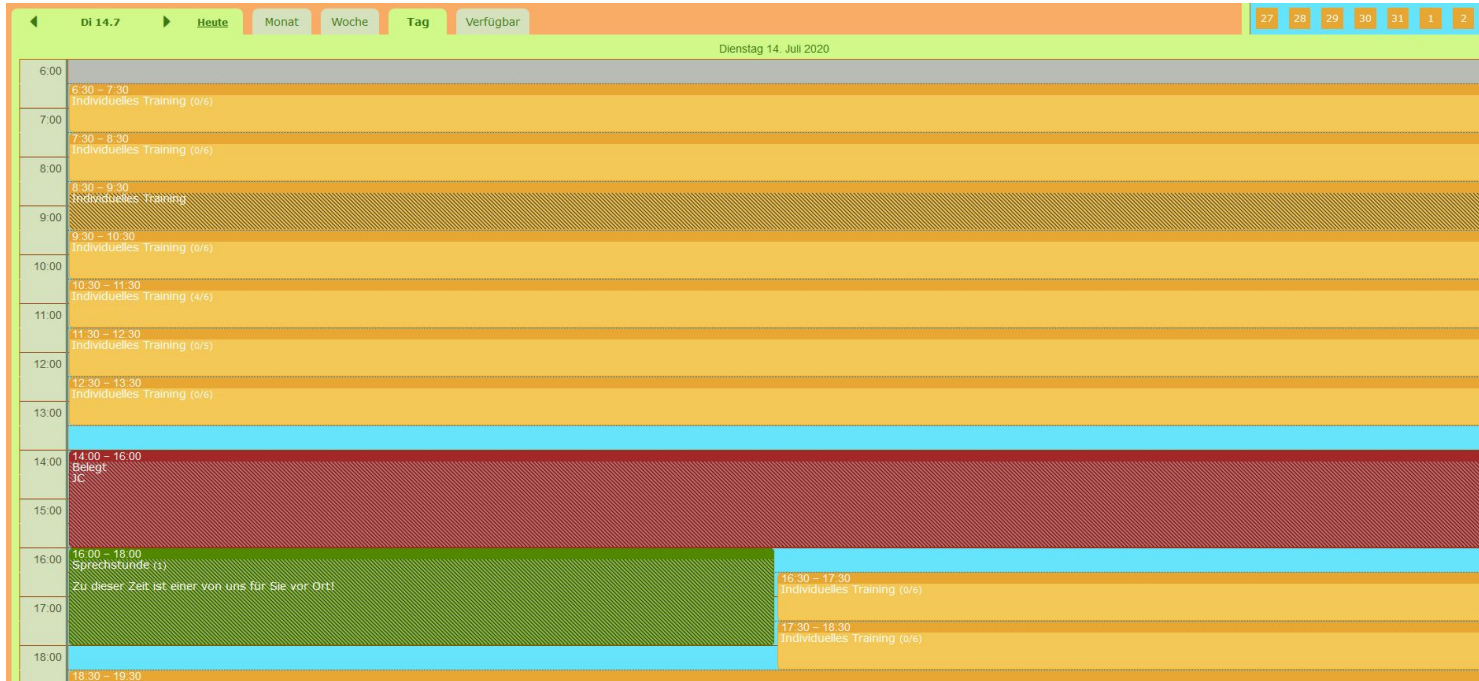 Di 14.7 Heute Monat Woche Tag Verfügbar 27 28 29 30 31 1 2
Dienstag 14. Juli 2020
6:00
6:30 – 7:30
Individuelles Training (0/6)
7:00
7:30 – 8:30
Individuelles Training (0/6)
8:00
8:30 – 9:30
Individuelles Training
9:00
9:30 – 10:30
Individuelles Training (0/6)
10:00
10:30 – 11:30
Individuelles Training (4/6)
11:00
11:30 – 12:30
Individuelles Training (0/5)
12:00
12:30 – 13:30
Individuelles Training (0/6)
13:00
14:00
14:00 – 16:00
Belegt
JC
15:00
16:00
16:00 – 18:00
Sprechstunde (1)
Zu dieser Zeit ist einer von uns für Sie vor Ort!
16:30 – 17:30
Individuelles Training (0/6)
17:00
17:30 – 18:30
Individuelles Training (0/6)
18:00
18:30 – 19:30